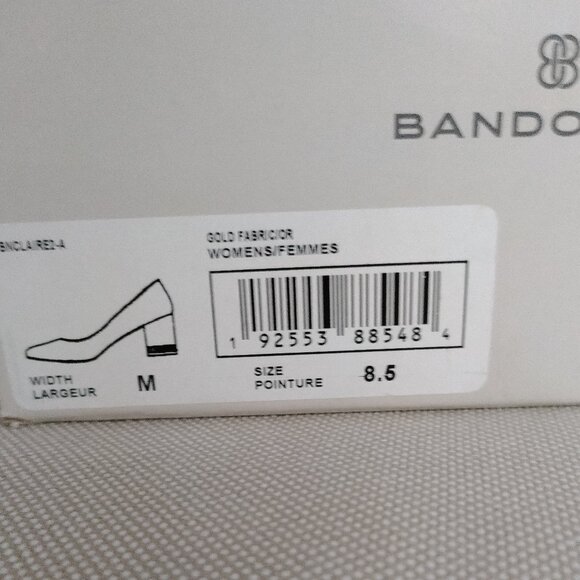 BANDO
BNCLAIRE2-A
GOLD FABRIC/OR
WOMENS/FEMMES
1 92553 88548 4
WIDTH
LARGEUR
M
SIZE
POINTURE
8.5